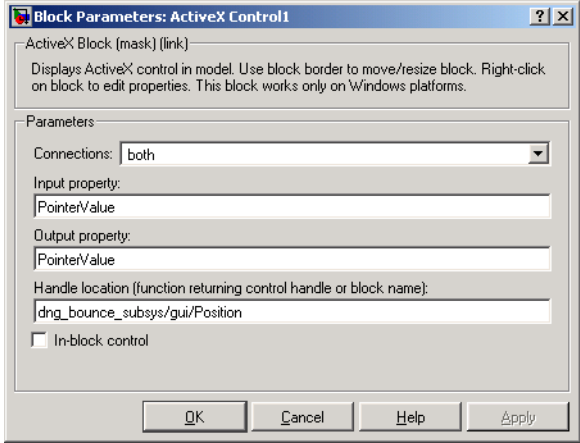 Block Parameters: ActiveX Control1
ActiveX Block (mask) (link)
Displays ActiveX control in model. Use block border to move/resize block. Right-click
on block to edit properties. This block works only on Windows platforms.
Parameters
Connections: both
Input property:
PointerValue
Output property:
PointerValue
Handle location (function returning control handle or block name):
dng_bounce_subsys/gui/Position
In-block control
OK Cancel Help Apply